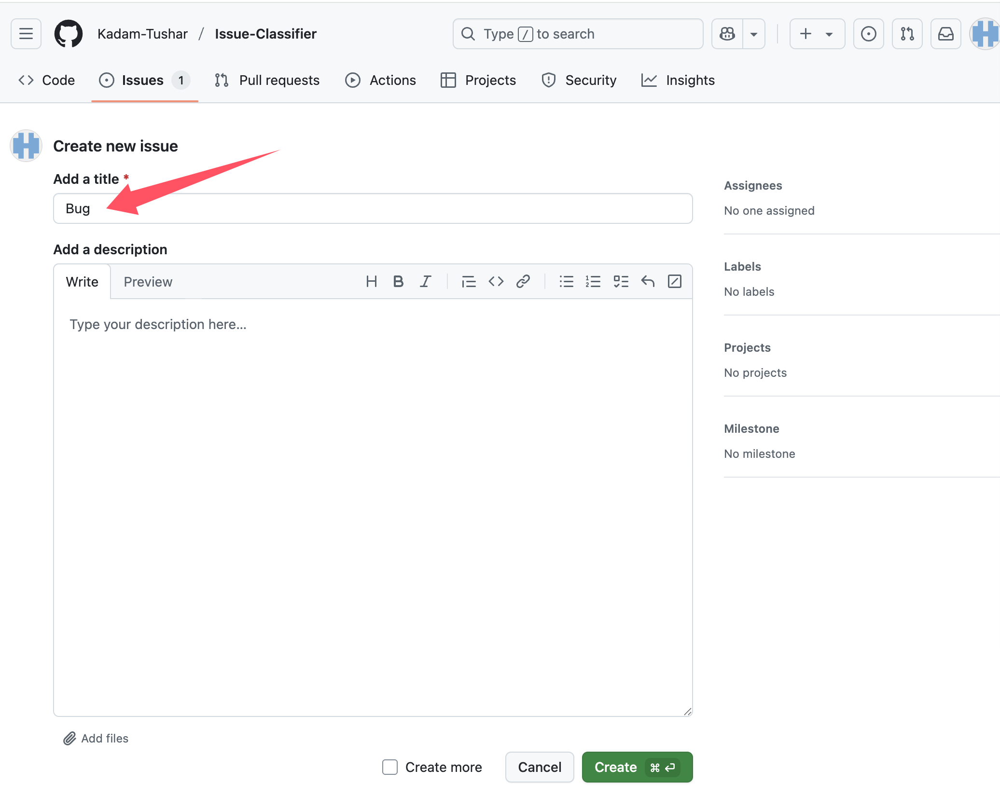 Kadam-Tushar / Issue-Classifier
Type / to search
Code Issues 1 Pull requests Actions Projects Security Insights
Create new issue
Add a title *
Bug
Add a description
Write Preview
Type your description here...
Add files
Create more Cancel Create ⌘ ⏎
Assignees
No one assigned
Labels
No labels
Projects
No projects
Milestone
No milestone